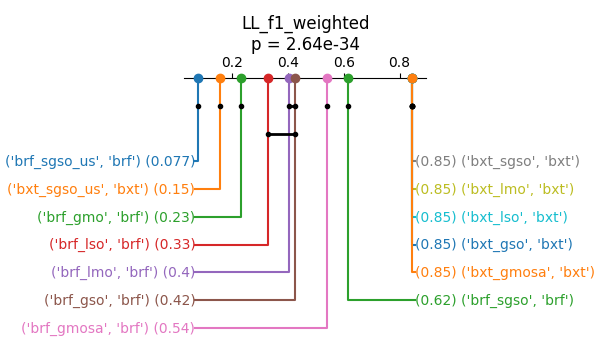 LL_f1_weighted
p = 2.64e-34
0.2 0.4 0.6 0.8
('brf_sgso_us', 'brf') (0.077)
(0.85) ('bxt_sgso', 'bxt')
('bxt_sgso_us', 'bxt') (0.15)
(0.85) ('bxt_lmo', 'bxt')
('brf_gmo', 'brf') (0.23)
(0.85) ('bxt_lso', 'bxt')
('brf_lso', 'brf') (0.33)
(0.85) ('bxt_gso', 'bxt')
('brf_lmo', 'brf') (0.4)
(0.85) ('bxt_gmosa', 'bxt')
('brf_gso', 'brf') (0.42)
(0.62) ('brf_sgso', 'brf')
('brf_gmosa', 'brf') (0.54)